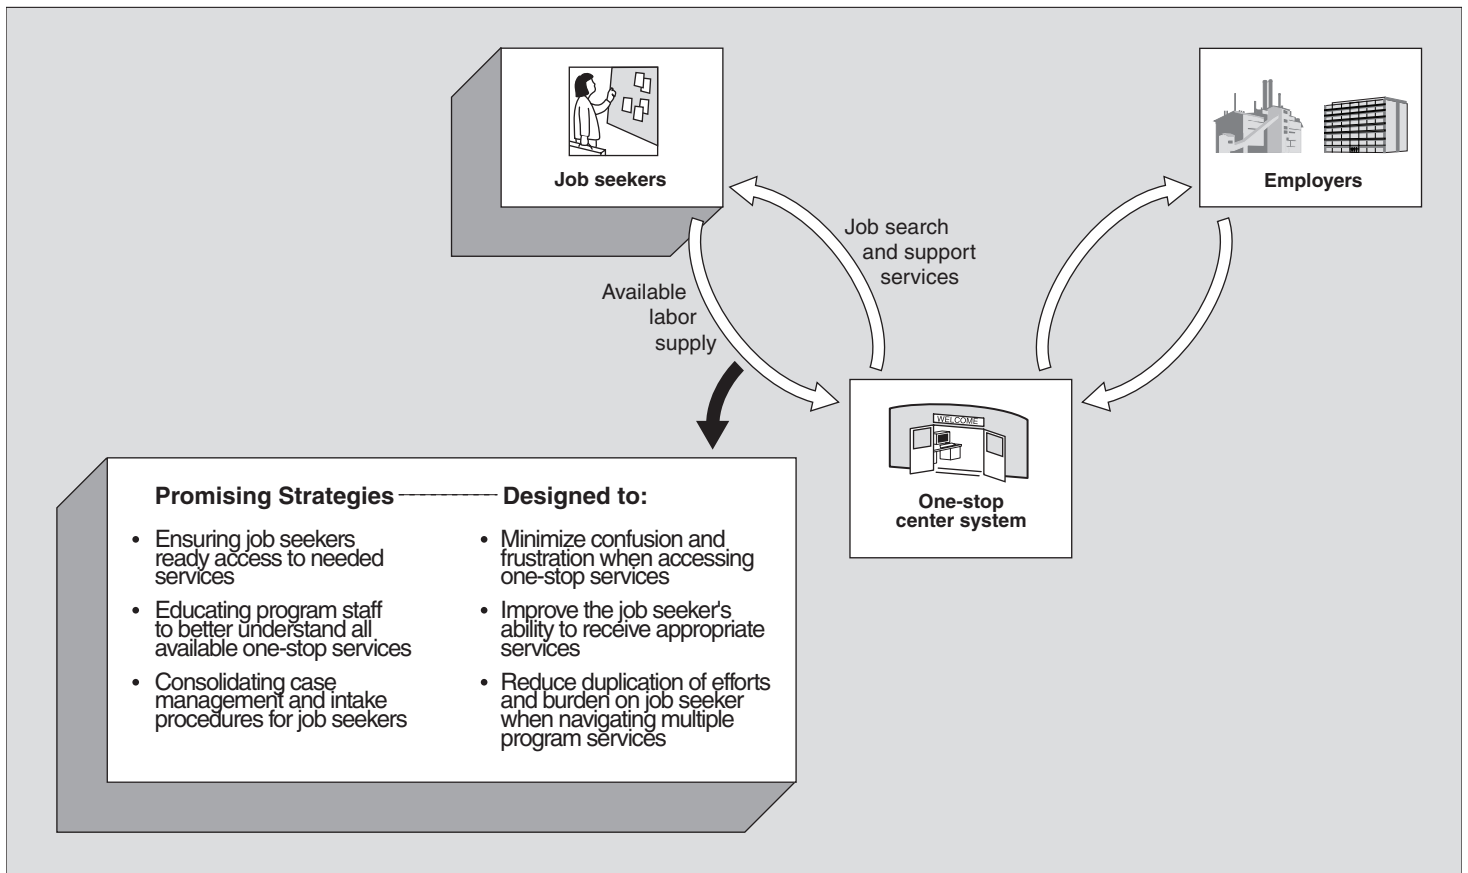 Job seekers
Employers
Job search
and support
services
Available
labor
supply
WELCOME
One-stop
center system
Promising Strategies
Designed to:
• Ensuring job seekers
ready access to needed
services
• Minimize confusion and
frustration when accessing
one-stop services
• Educating program staff
to better understand all
available one-stop services
• Improve the job seeker's
ability to receive appropriate
services
• Consolidating case
management and intake
procedures for job seekers
• Reduce duplication of efforts
and burden on job seeker
when navigating multiple
program services